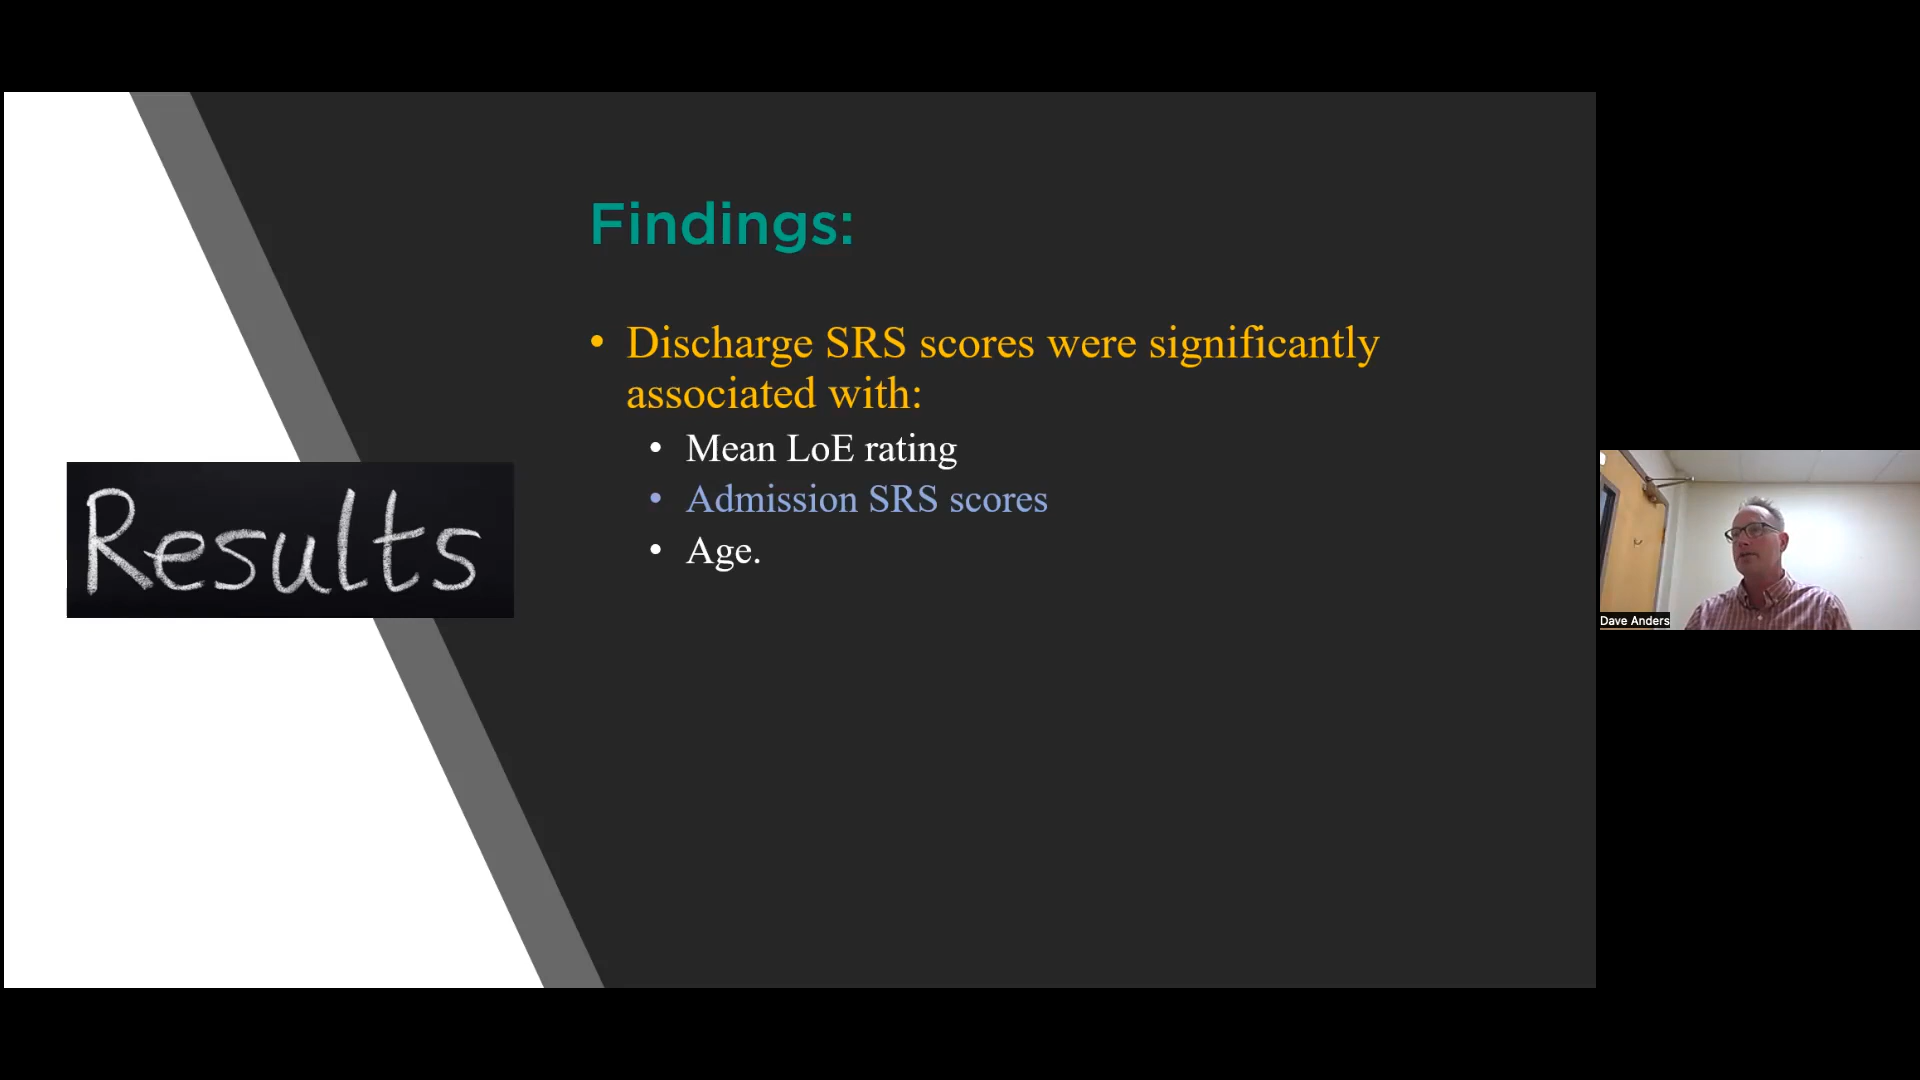 Findings:
• Discharge SRS scores were significantly
associated with:
• Mean LoE rating
• Admission SRS scores
• Age.
Results
Dave Anders